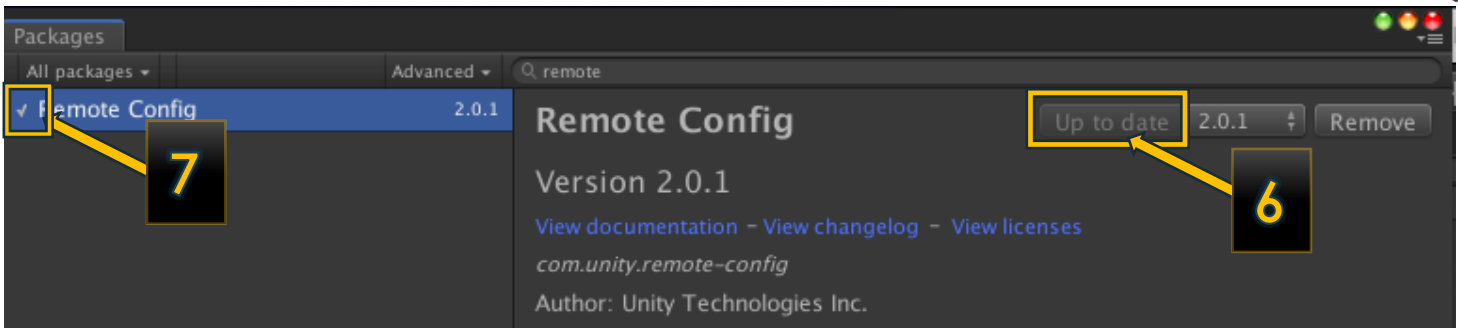 Packages
All packages
Advanced
remote
Remote Config 2.0.1
7
Remote Config
Up to date
2.0.1
Remove
6
Version 2.0.1
View documentation - View changelog - View licenses
com.unity.remote-config
Author: Unity Technologies Inc.